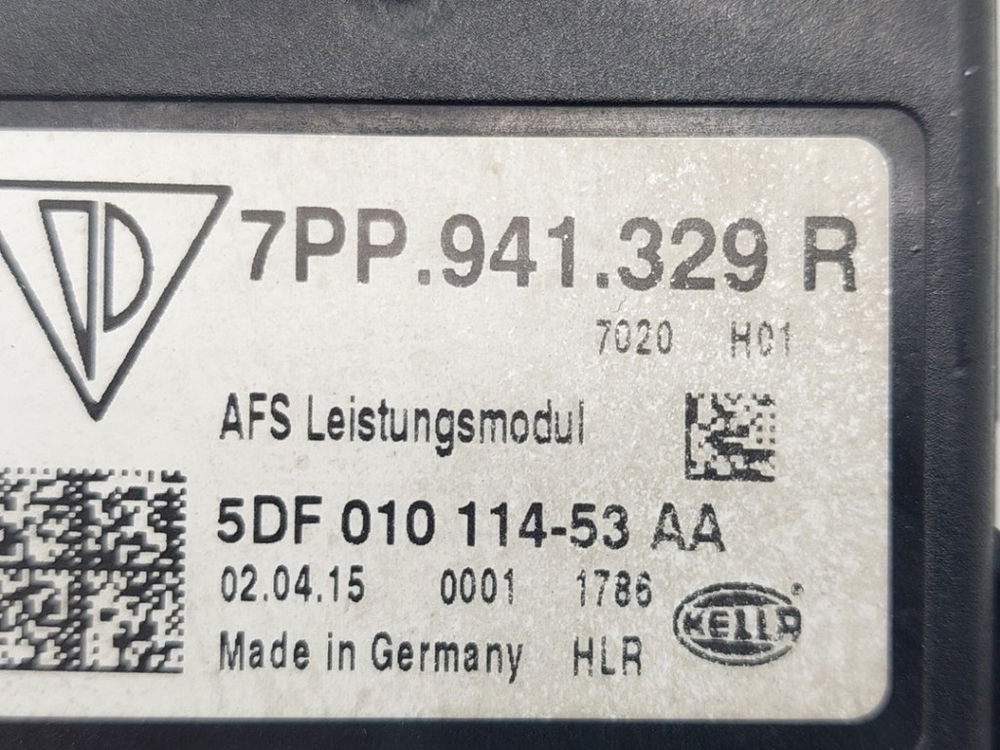 7PP.941.329 R
7020 H01
AFS Leistungsmodul
5DF 010 114-53 AA
02.04.15 0001 1786
HELLA
Made in Germany HLR